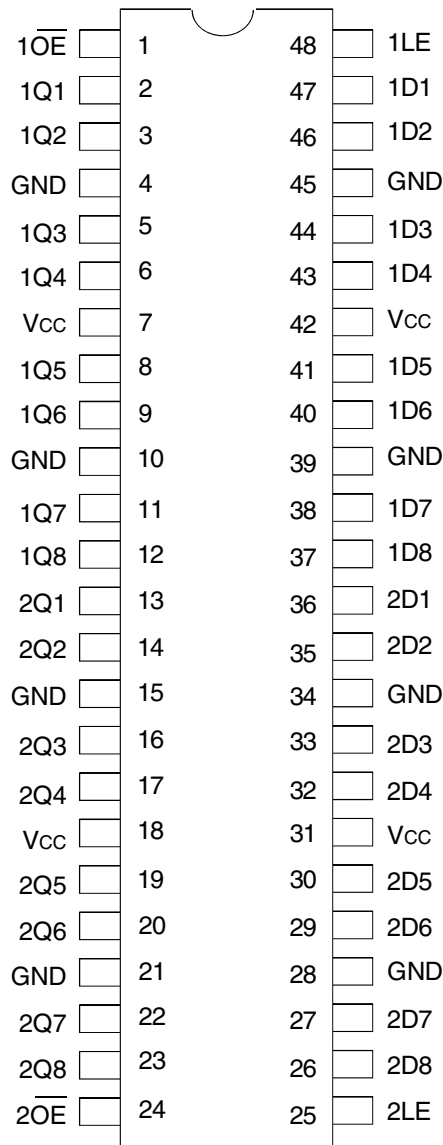 1O̅E̅ 1 48 1LE
1Q1 2 47 1D1
1Q2 3 46 1D2
GND 4 45 GND
1Q3 5 44 1D3
1Q4 6 43 1D4
VCC 7 42 VCC
1Q5 8 41 1D5
1Q6 9 40 1D6
GND 10 39 GND
1Q7 11 38 1D7
1Q8 12 37 1D8
2Q1 13 36 2D1
2Q2 14 35 2D2
GND 15 34 GND
2Q3 16 33 2D3
2Q4 17 32 2D4
VCC 18 31 VCC
2Q5 19 30 2D5
2Q6 20 29 2D6
GND 21 28 GND
2Q7 22 27 2D7
2Q8 23 26 2D8
2O̅E̅ 24 25 2LE